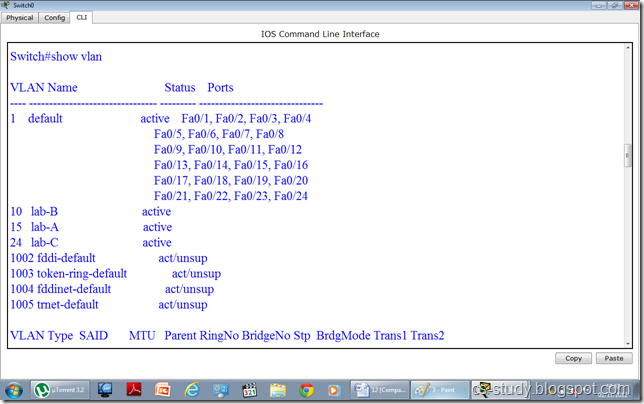 Switch0
Physical Config CLI
IOS Command Line Interface
Switch#show vlan
VLAN Name Status Ports
---- -------------------------------- --------- -------------------------------
1 default active Fa0/1, Fa0/2, Fa0/3, Fa0/4
Fa0/5, Fa0/6, Fa0/7, Fa0/8
Fa0/9, Fa0/10, Fa0/11, Fa0/12
Fa0/13, Fa0/14, Fa0/15, Fa0/16
Fa0/17, Fa0/18, Fa0/19, Fa0/20
Fa0/21, Fa0/22, Fa0/23, Fa0/24
10 lab-B active
15 lab-A active
24 lab-C active
1002 fddi-default act/unsup
1003 token-ring-default act/unsup
1004 fddinet-default act/unsup
1005 trnet-default act/unsup
VLAN Type SAID MTU Parent RingNo BridgeNo Stp BrdgMode Trans1 Trans2
Copy Paste
µTorrent 3.2 12 [Compa... 3 - Paint
cs-study.blogspot.com